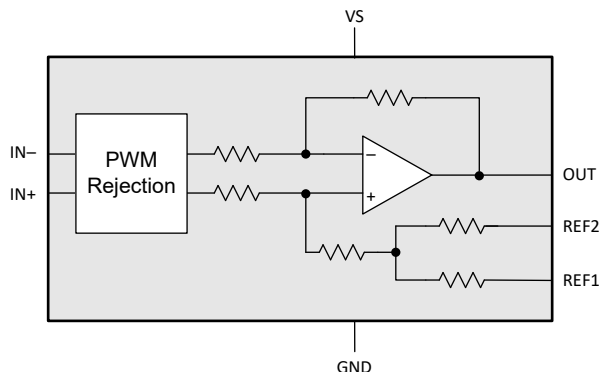 VS
IN–
IN+
PWM
Rejection
–
+
OUT
REF2
REF1
GND